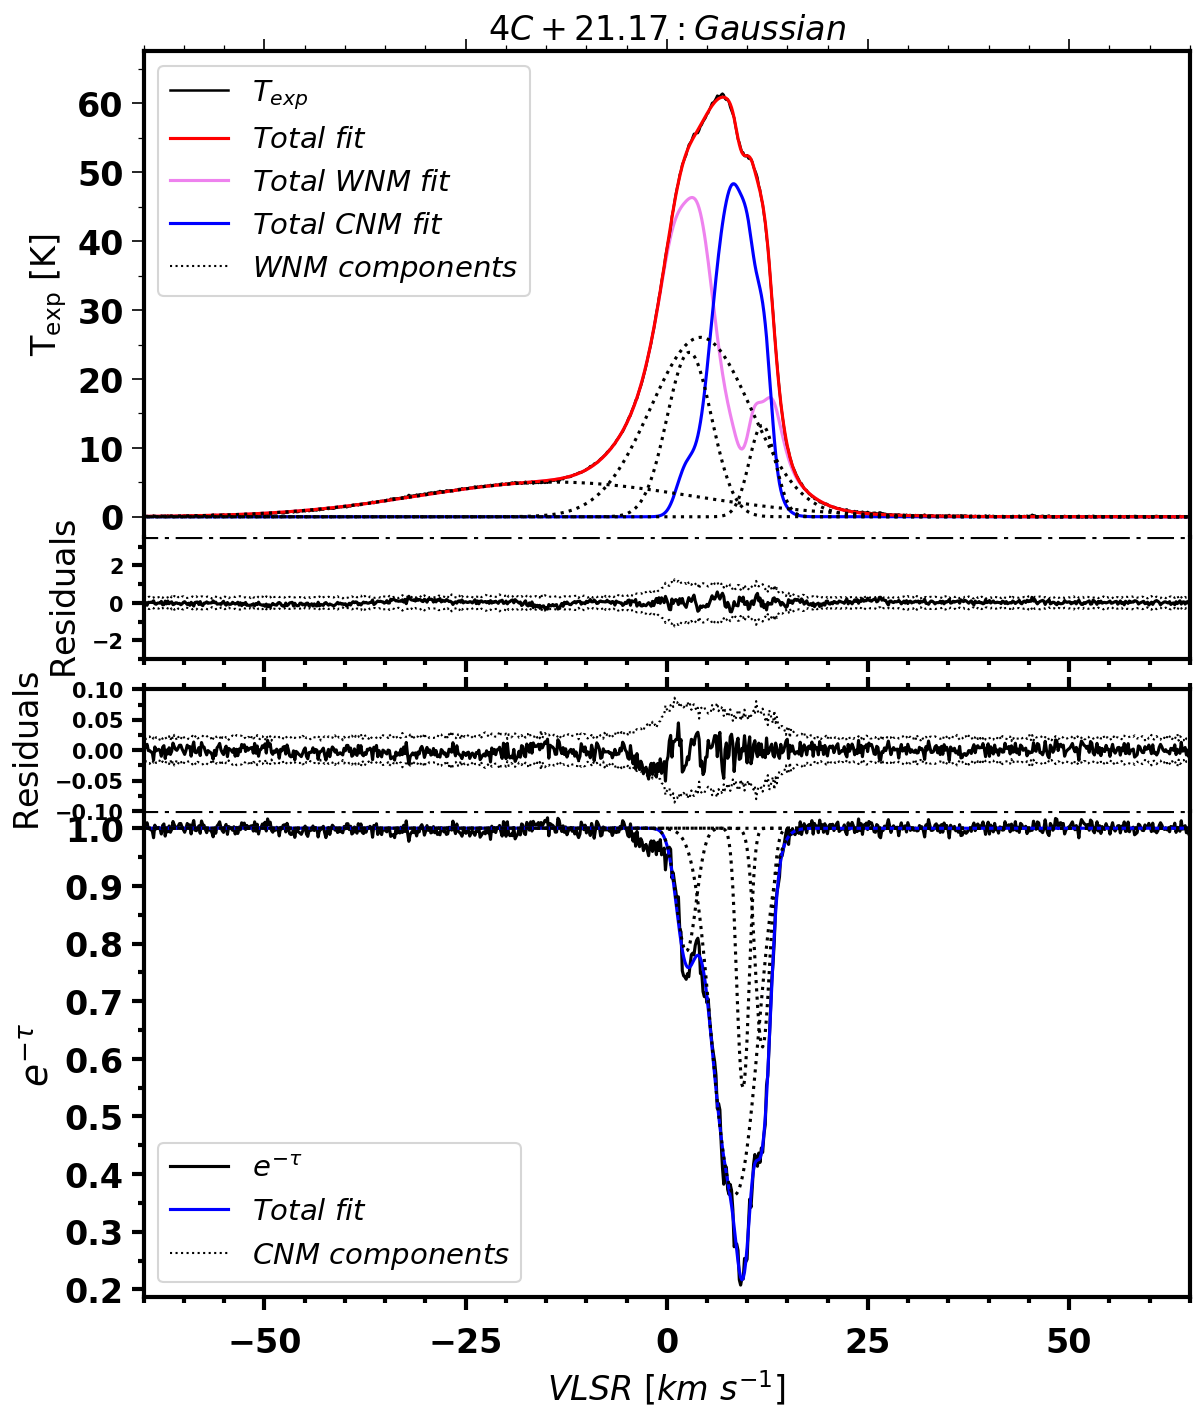 4C + 21.17 : Gaussian
T_exp
Total fit
Total WNM fit
Total CNM fit
WNM components
T_exp [K]
60
50
40
30
20
10
0
Residuals
2
0
−2
Residuals
0.10
0.05
0.00
−0.05
−0.10
e^−τ
1.0
0.9
0.8
0.7
0.6
0.5
0.4
0.3
0.2
e^−τ
Total fit
CNM components
−50 −25 0 25 50
VLSR [km s^−1]